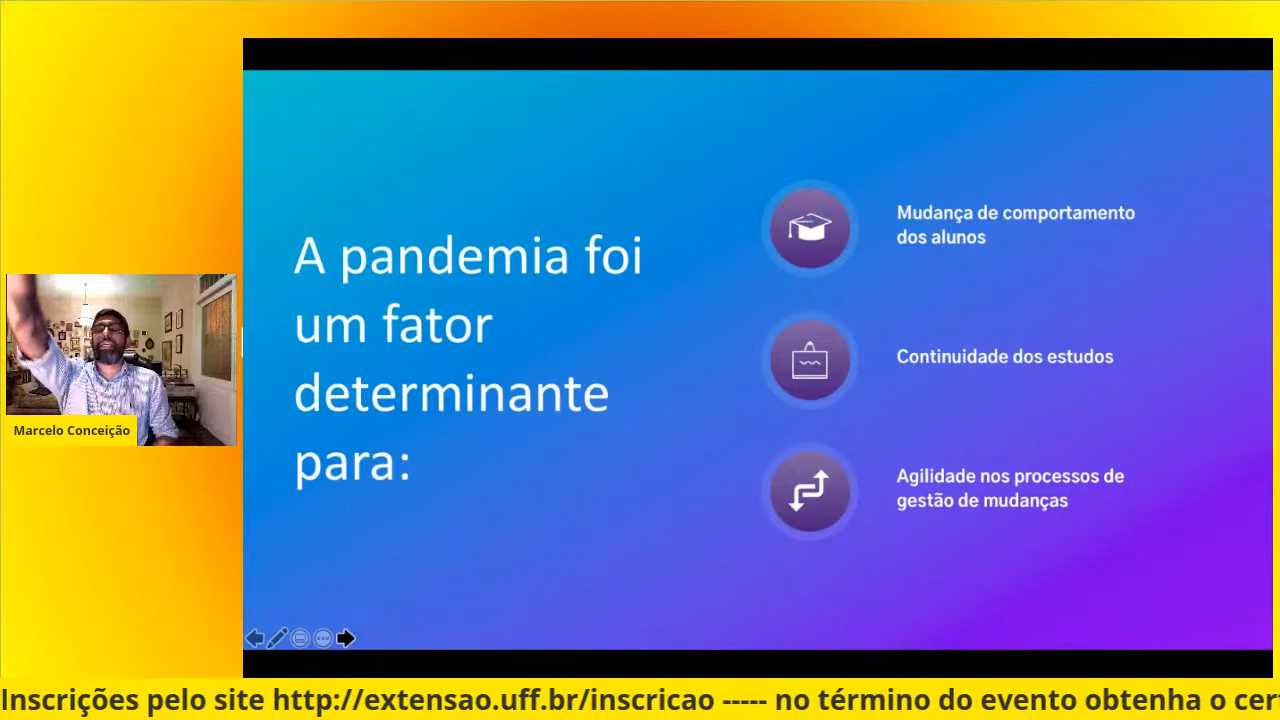 A pandemia foi
um fator
determinante
para:
Mudança de comportamento
dos alunos
Continuidade dos estudos
Agilidade nos processos de
gestão de mudanças
Marcelo Conceição
Inscrições pelo site http://extensao.uff.br/inscricao ----- no término do evento obtenha o cer